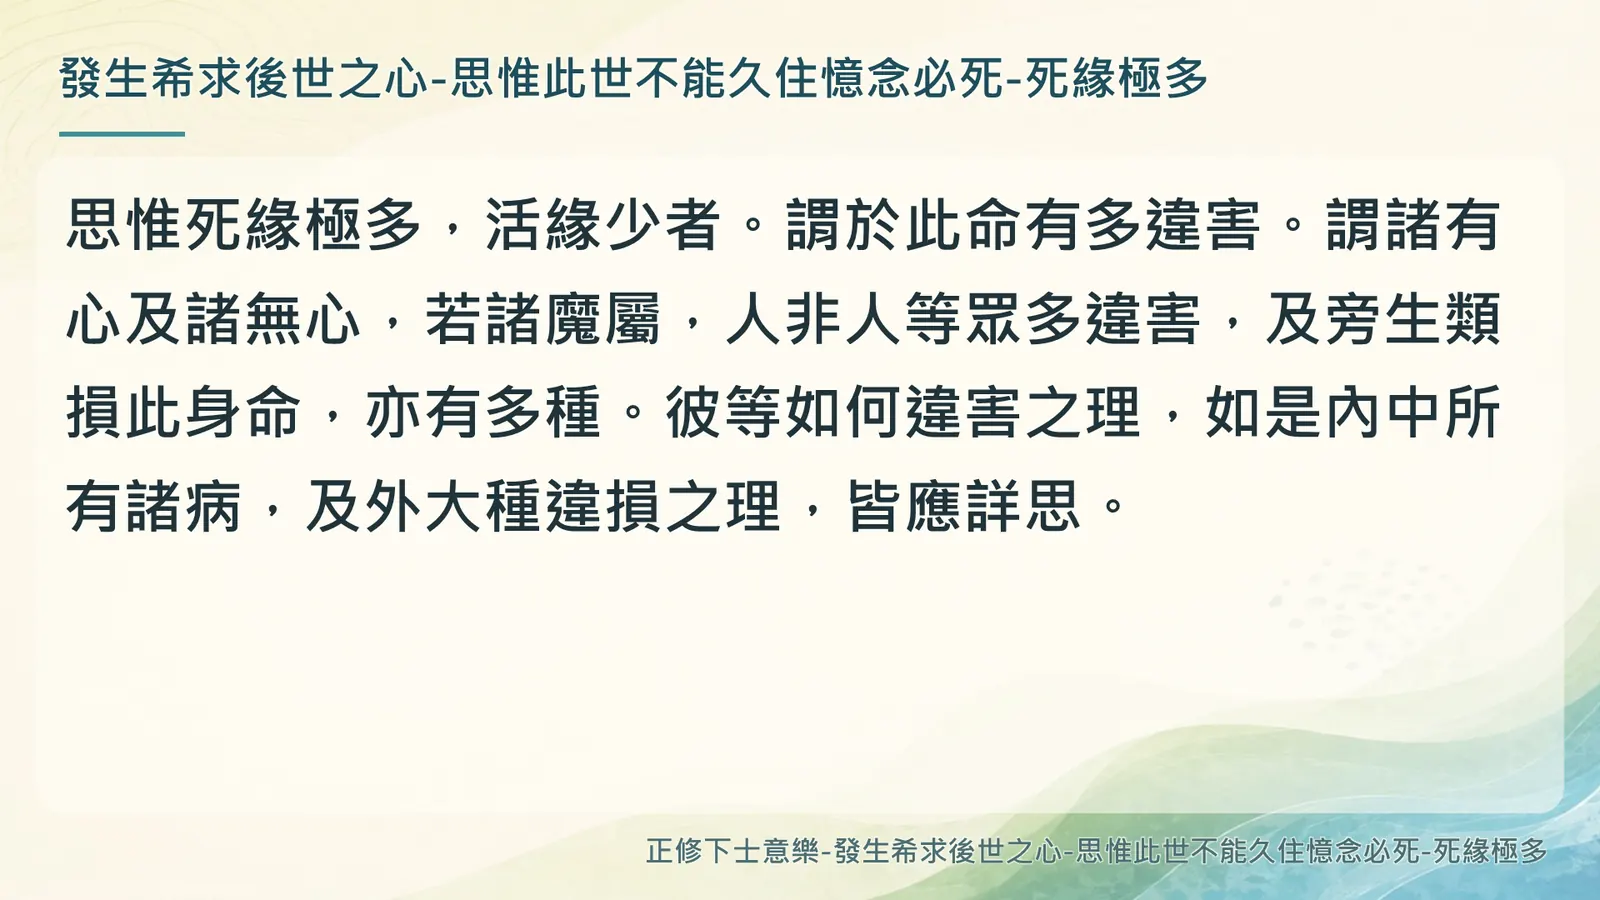 發生希求後世之心-思惟此世不能久住憶念必死-死緣極多
思惟死緣極多，活緣少者。謂於此命有多違害。謂諸有
心及諸無心，若諸魔屬，人非人等眾多違害，及旁生類
損此身命，亦有多種。彼等如何違害之理，如是內中所
有諸病，及外大種違損之理，皆應詳思。
正修下士意樂-發生希求後世之心-思惟此世不能久住憶念必死-死緣極多